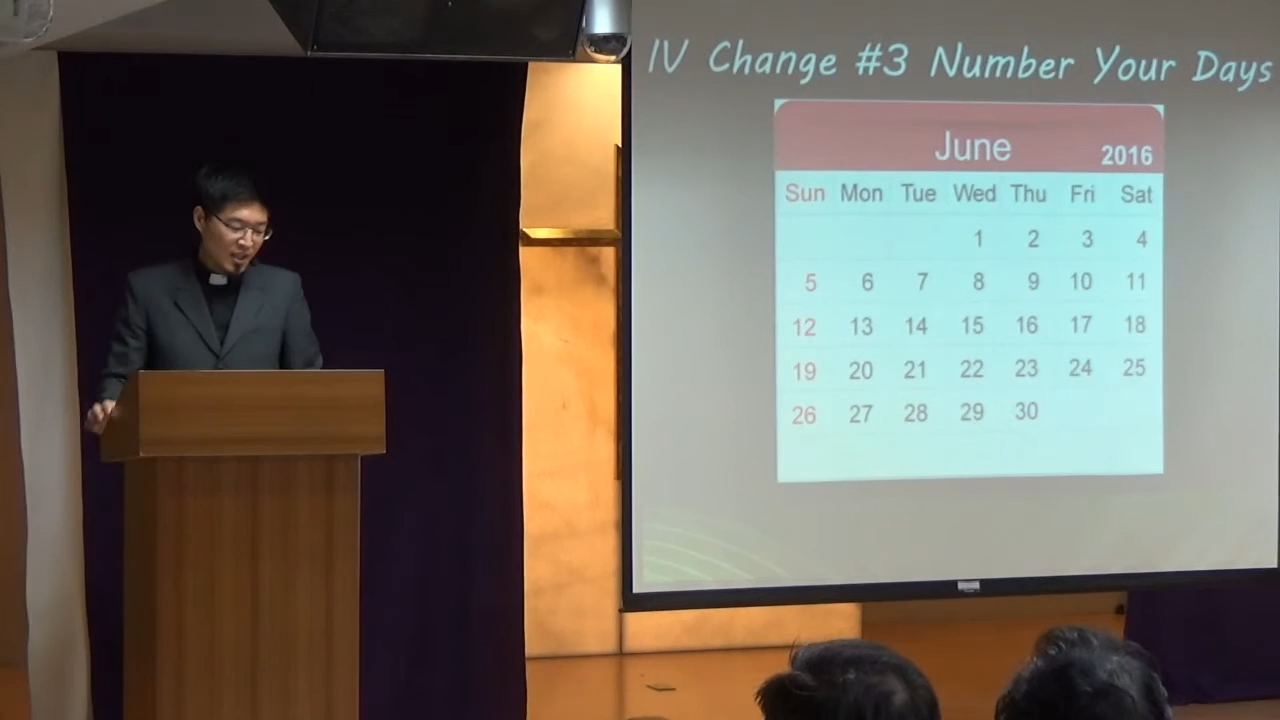 IV Change #3 Number Your Days
June 2016
Sun Mon Tue Wed Thu Fri Sat
1 2 3 4
5 6 7 8 9 10 11
12 13 14 15 16 17 18
19 20 21 22 23 24 25
26 27 28 29 30